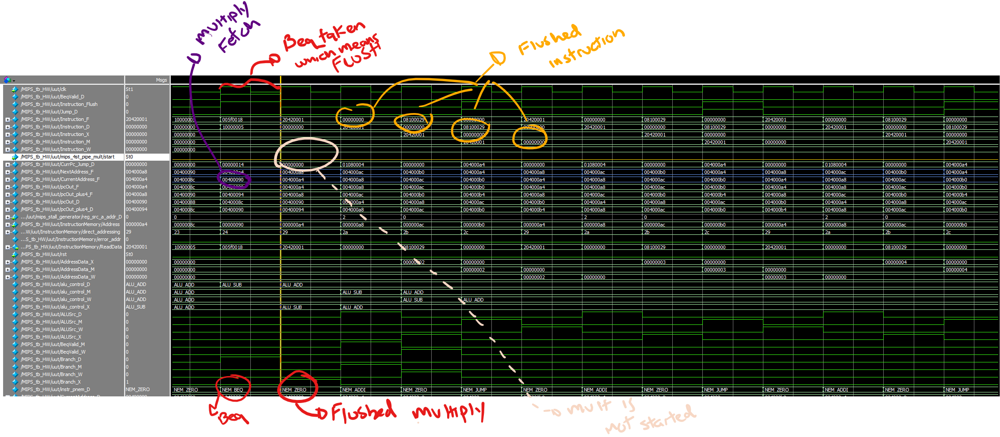 multiply
Fetch
Beq taken
which means
FLUSH
Flushed
instruction
Msgs
/MIPS_tb_HW/uut/clk St1
/MIPS_tb_HW/uut/BeqValid_D 0
/MIPS_tb_HW/uut/Instruction_Flush 0
/MIPS_tb_HW/uut/Jump_D 0
/MIPS_tb_HW/uut/Instruction_F 20420001 10000005 005f0018 20420001 00000000 08100029 00000000 20420001 00000000 08100029 00000000 20420001 00000000 08100029 00000000
/MIPS_tb_HW/uut/Instruction_D 00000000 00000000 10000005 00000000 20420001 00000000 08100029 00000000 20420001 00000000 08100029 00000000 20420001 00000000 08100029
/MIPS_tb_HW/uut/Instruction_X 00000000 00000000 20420001 00000000 20420001 00000000 20420001 00000000
/MIPS_tb_HW/uut/Instruction_M 00000000 00000000 20420001 00000000 20420001 00000000 20420001
/MIPS_tb_HW/uut/Instruction_W 00000000 00000000
/MIPS_tb_HW/uut/mips_4st_pipe_mult/start St0
/MIPS_tb_HW/uut/CurrPc_Jump_D 00000000 00000000 00000014 00000000 01080004 00000000 004000a4 00000000 01080004 00000000 004000a4 00000000 01080004 00000000 004000a4
/MIPS_tb_HW/uut/NextAddress_F 004000a8 00400090 004000a4 004000a8 004000ac 004000b0 004000a4 004000a8 004000ac 004000b0 004000a4 004000a8 004000ac 004000b0 004000a4
/MIPS_tb_HW/uut/CurrentAddress_F 004000a4 0040008c 00400090 004000a4 004000a8 004000ac 004000b0 004000a4 004000a8 004000ac 004000b0 004000a4 004000a8 004000ac 004000b0
/MIPS_tb_HW/uut/pcOut_F 004000a4 0040008c 00400090 004000a4 004000a8 004000ac 004000b0 004000a4 004000a8 004000ac 004000b0 004000a4 004000a8 004000ac 004000b0
/MIPS_tb_HW/uut/pcOut_plus4_F 004000a8 00400090 00400094 004000a8 004000ac 004000b0 004000b4 004000a8 004000ac 004000b0 004000b4 004000a8 004000ac 004000b0 004000b4
/MIPS_tb_HW/uut/pcOut_D 00400090 00400088 0040008c 00400090 004000a4 004000a8 004000ac 004000b0 004000a4 004000a8 004000ac 004000b0 004000a4 004000a8 004000ac
/MIPS_tb_HW/uut/pcOut_plus4_D 00400094 0040008c 00400090 00400094 004000a8 004000ac 004000b0 004000b4 004000a8 004000ac 004000b0 004000b4 004000a8 004000ac 004000b0
.../uut/mips_stall_generator/reg_src_a_addr_D 0 0 2 0 2 0 2 0
/MIPS_tb_HW/uut/InstructionMemory/Address 000000a4 0000008c 00000090 000000a4 000000a8 000000ac 000000b0 000000a4 000000a8 000000ac 000000b0 000000a4 000000a8 000000ac 000000b0
...W/uut/InstructionMemory/direct_addressing 29 23 24 29 2a 2b 2c 29 2a 2b 2c 29 2a 2b 2c
...S_tb_HW/uut/InstructionMemory/error_addr 0
...PS_tb_HW/uut/InstructionMemory/ReadData 20420001 10000005 005f0018 20420001 00000000 08100029 00000000 20420001 00000000 08100029 00000000 20420001 00000000 08100029 00000000
/MIPS_tb_HW/uut/rst St0
/MIPS_tb_HW/uut/AddressData_X 00000000 00000000 00000002 00000000 00000003 00000000 00000004 00000000
/MIPS_tb_HW/uut/AddressData_M 00000000 00000000 00000002 00000000 00000003 00000000 00000004
/MIPS_tb_HW/uut/AddressData_W 00000000 00000000 00000002 00000000 00000003 00000000
/MIPS_tb_HW/uut/alu_control_D ALU_ADD ALU_ADD ALU_SUB ALU_ADD
/MIPS_tb_HW/uut/alu_control_M ALU_ADD ALU_ADD ALU_SUB ALU_ADD
/MIPS_tb_HW/uut/alu_control_W ALU_ADD ALU_ADD ALU_SUB ALU_ADD
/MIPS_tb_HW/uut/alu_control_X ALU_SUB ALU_ADD ALU_SUB ALU_ADD
/MIPS_tb_HW/uut/ALUSrc_D 0
/MIPS_tb_HW/uut/ALUSrc_M 0
/MIPS_tb_HW/uut/ALUSrc_W 0
/MIPS_tb_HW/uut/ALUSrc_X 0
/MIPS_tb_HW/uut/BeqValid_M 0
/MIPS_tb_HW/uut/BeqValid_W 0
/MIPS_tb_HW/uut/Branch_D 0
/MIPS_tb_HW/uut/Branch_M 0
/MIPS_tb_HW/uut/Branch_W 0
/MIPS_tb_HW/uut/Branch_X 1
/MIPS_tb_HW/uut/instr_pnem_D NEM_ZERO NEM_ZERO NEM_BEQ NEM_ZERO NEM_ADDI NEM_ZERO NEM_JUMP NEM_ZERO NEM_ADDI NEM_ZERO NEM_JUMP NEM_ZERO NEM_ADDI NEM_ZERO NEM_JUMP
Beq
Flushed multiply
mult is
not started